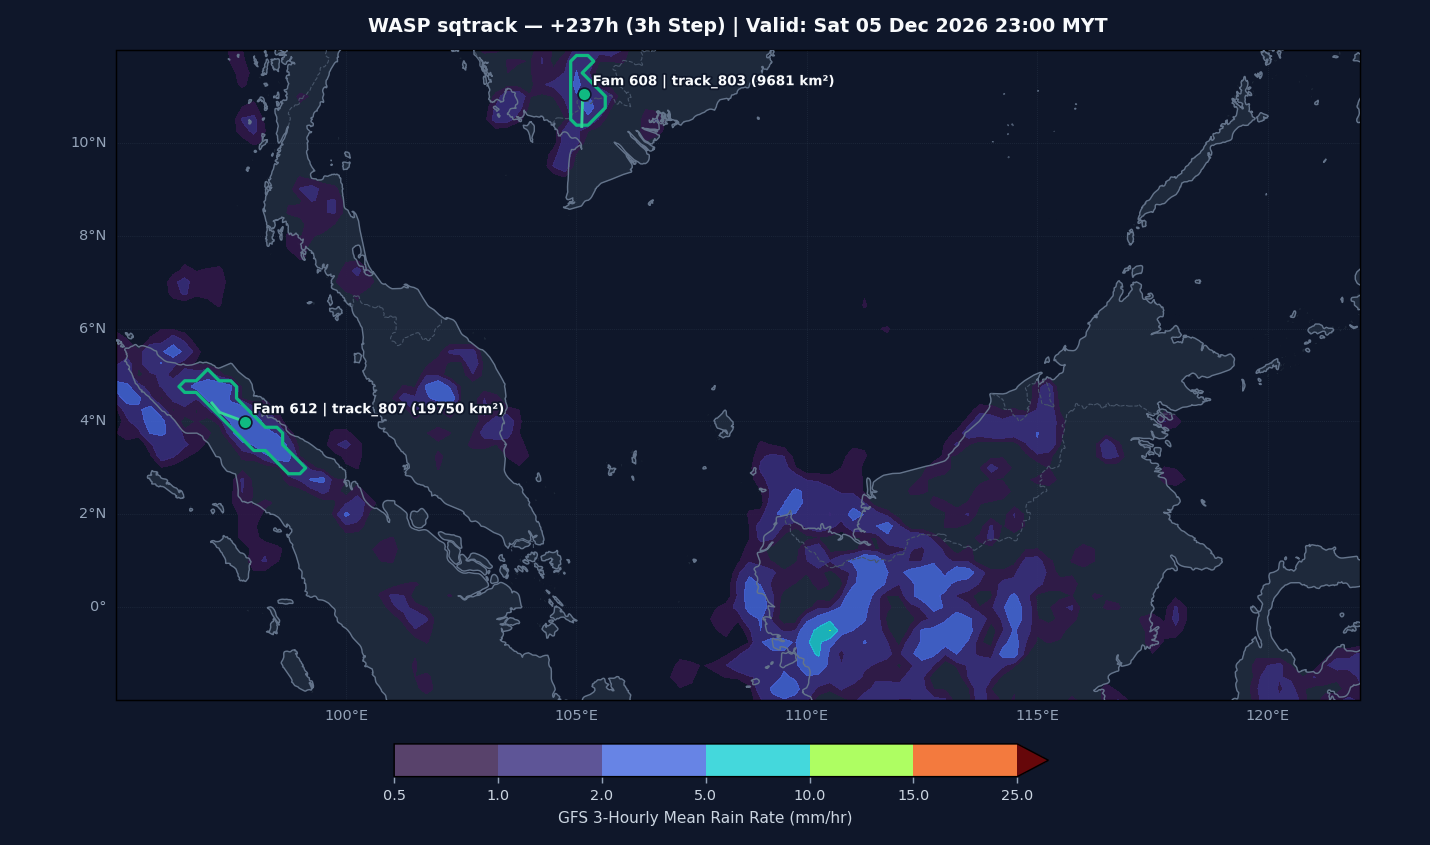 WASP sqtrack — +237h (3h Step) | Valid: Sat 05 Dec 2026 23:00 MYT
Fam 608 | track_803 (9681 km²)
10°N
8°N
6°N
Fam 612 | track_807 (19750 km²)
4°N
2°N
0°
100°E 105°E 110°E 115°E 120°E
0.5 1.0 2.0 5.0 10.0 15.0 25.0
GFS 3-Hourly Mean Rain Rate (mm/hr)